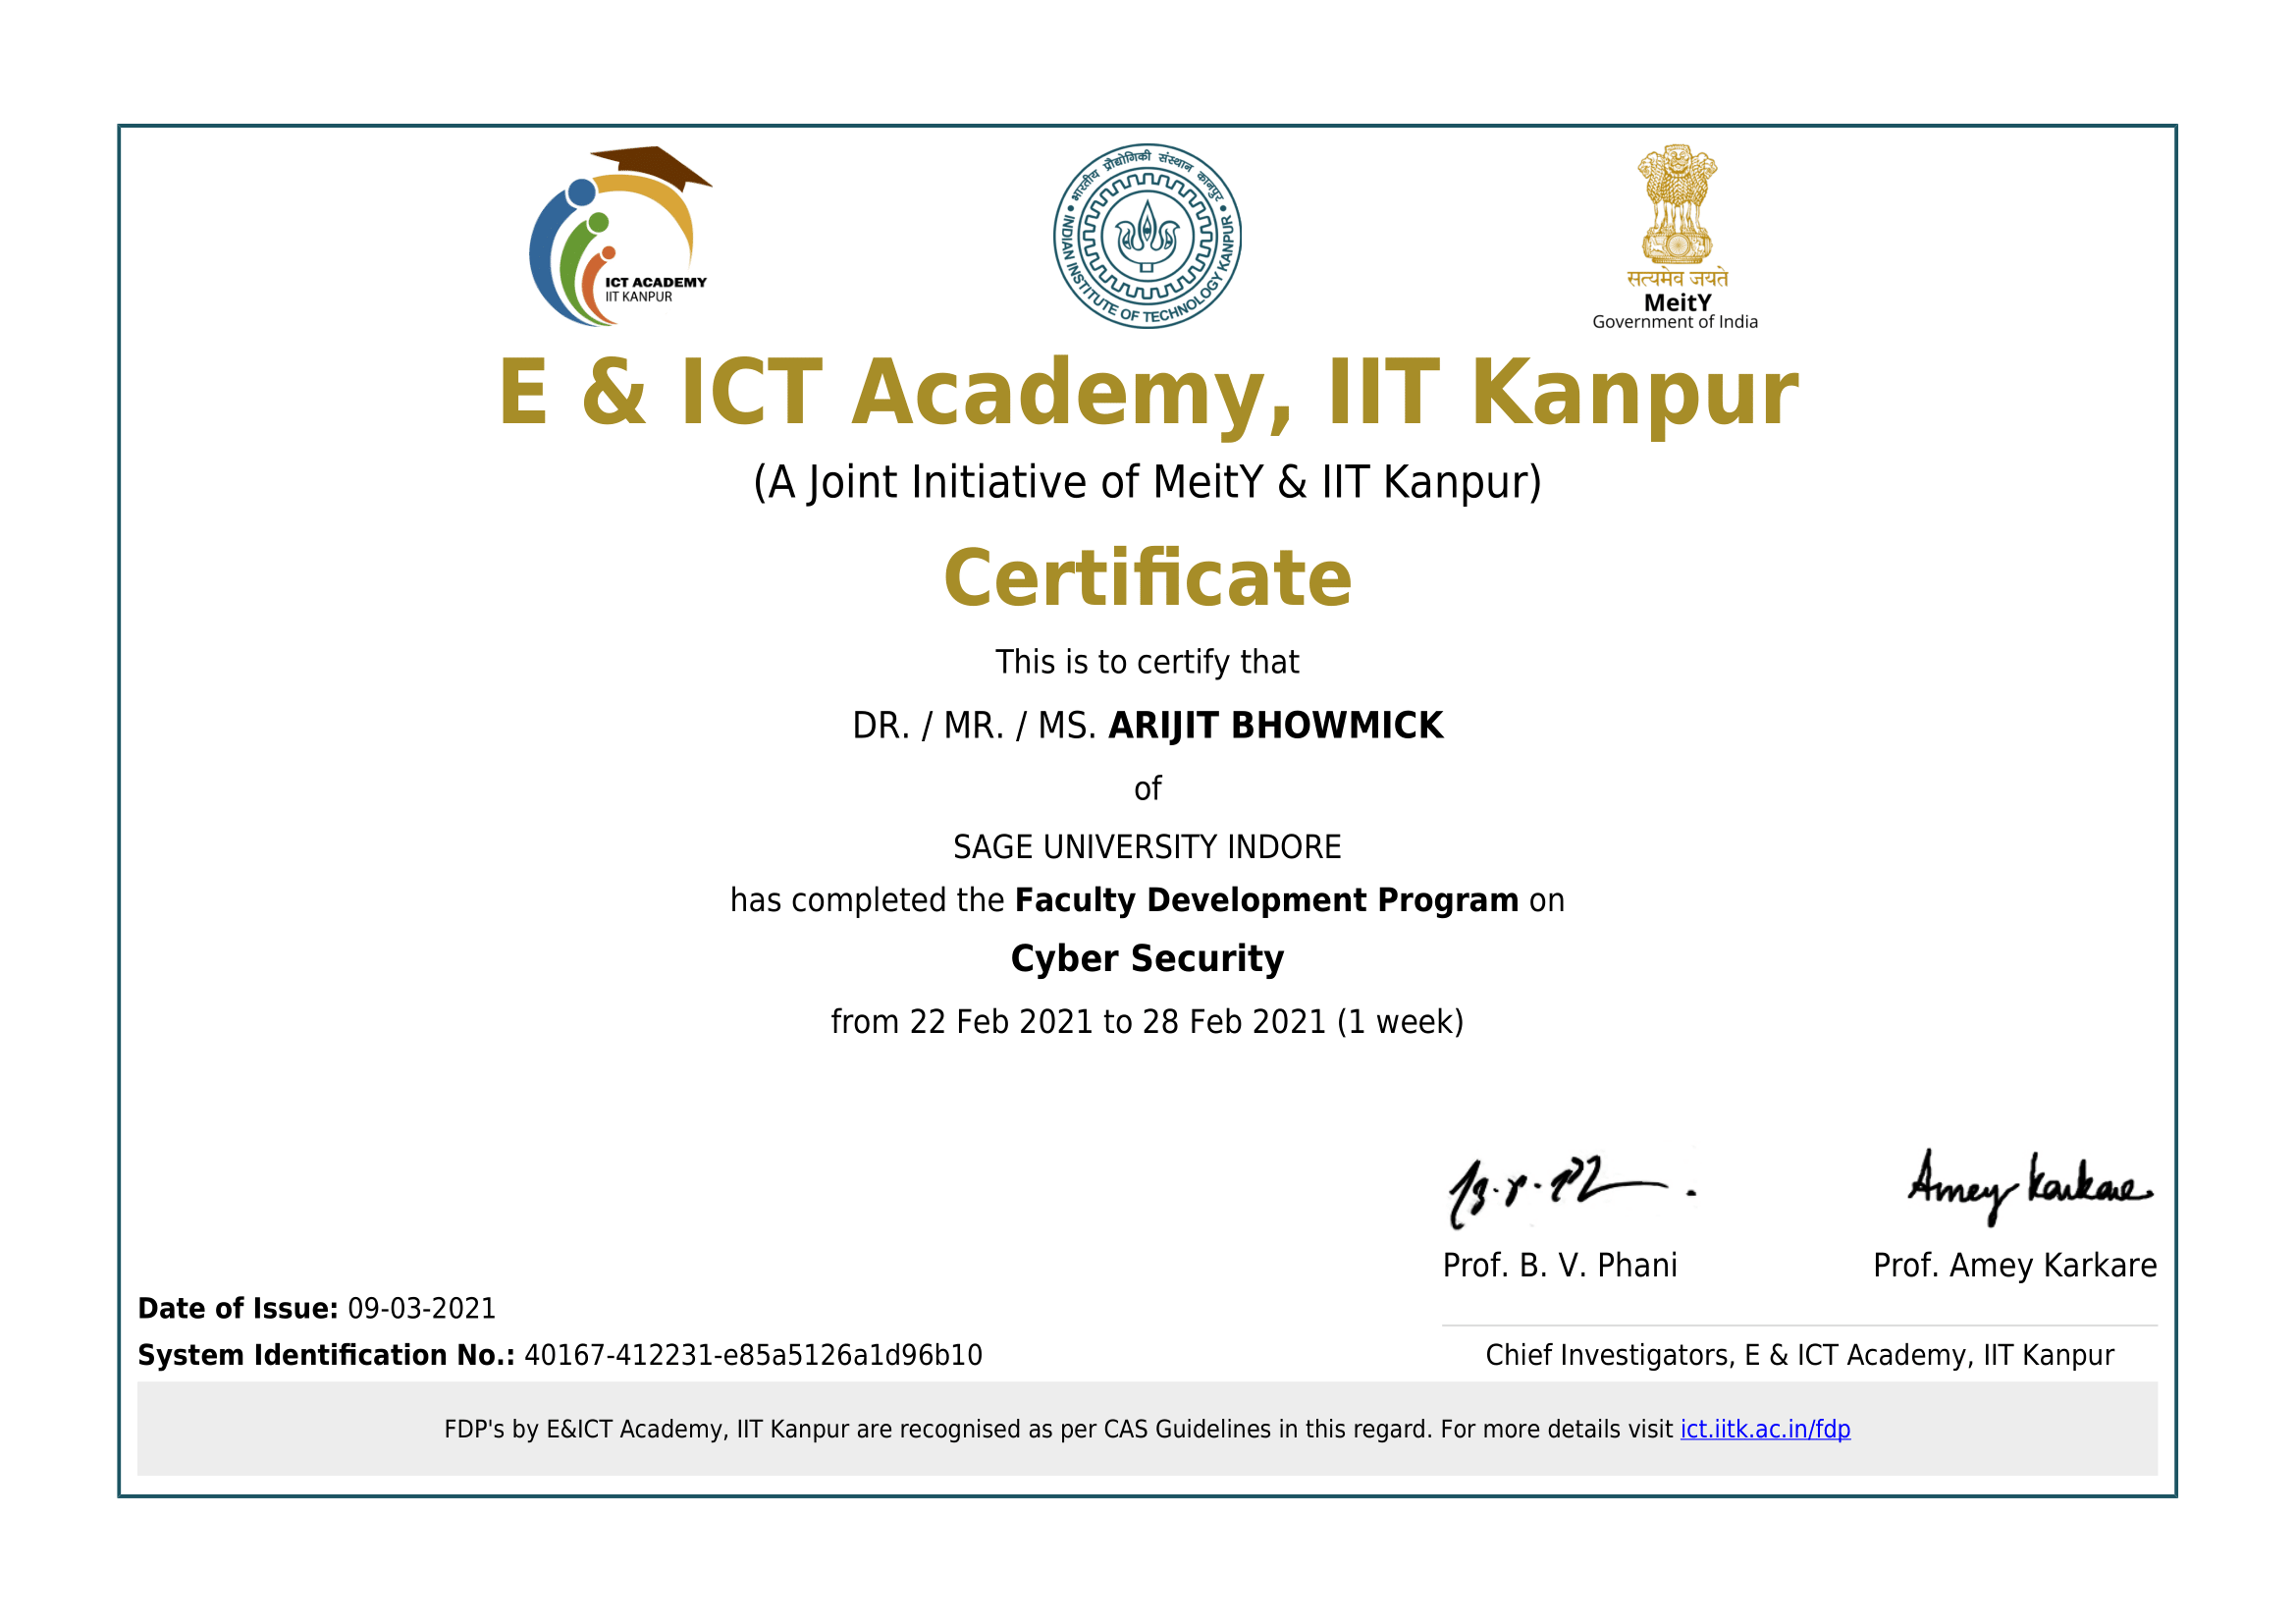 ICT ACADEMY
IIT KANPUR
भारतीय प्रौद्योगिकी संस्थान कानपुर
INDIAN INSTITUTE OF TECHNOLOGY KANPUR
सत्यमेव जयते
MeitY
Government of India
E & ICT Academy, IIT Kanpur
(A Joint Initiative of MeitY & IIT Kanpur)
Certificate
This is to certify that
DR. / MR. / MS. ARIJIT BHOWMICK
of
SAGE UNIVERSITY INDORE
has completed the Faculty Development Program on
Cyber Security
from 22 Feb 2021 to 28 Feb 2021 (1 week)
Amey Karkare
Prof. B. V. Phani
Prof. Amey Karkare
Date of Issue: 09-03-2021
System Identification No.: 40167-412231-e85a5126a1d96b10
Chief Investigators, E & ICT Academy, IIT Kanpur
FDP's by E&ICT Academy, IIT Kanpur are recognised as per CAS Guidelines in this regard. For more details visit ict.iitk.ac.in/fdp